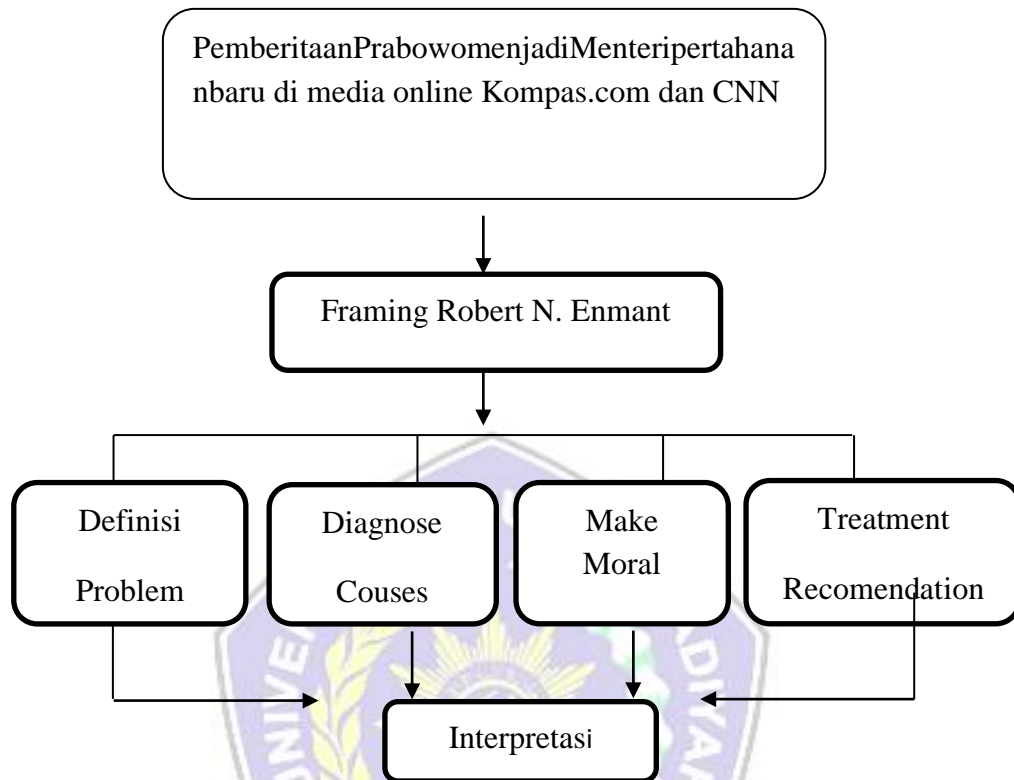 PemberitaanPrabowomenjadiMenteripertahana
nbaru di media online Kompas.com dan CNN
Framing Robert N. Enmant
Definisi
Problem
Diagnose
Couses
Make
Moral
Treatment
Recomendation
Interpretasi